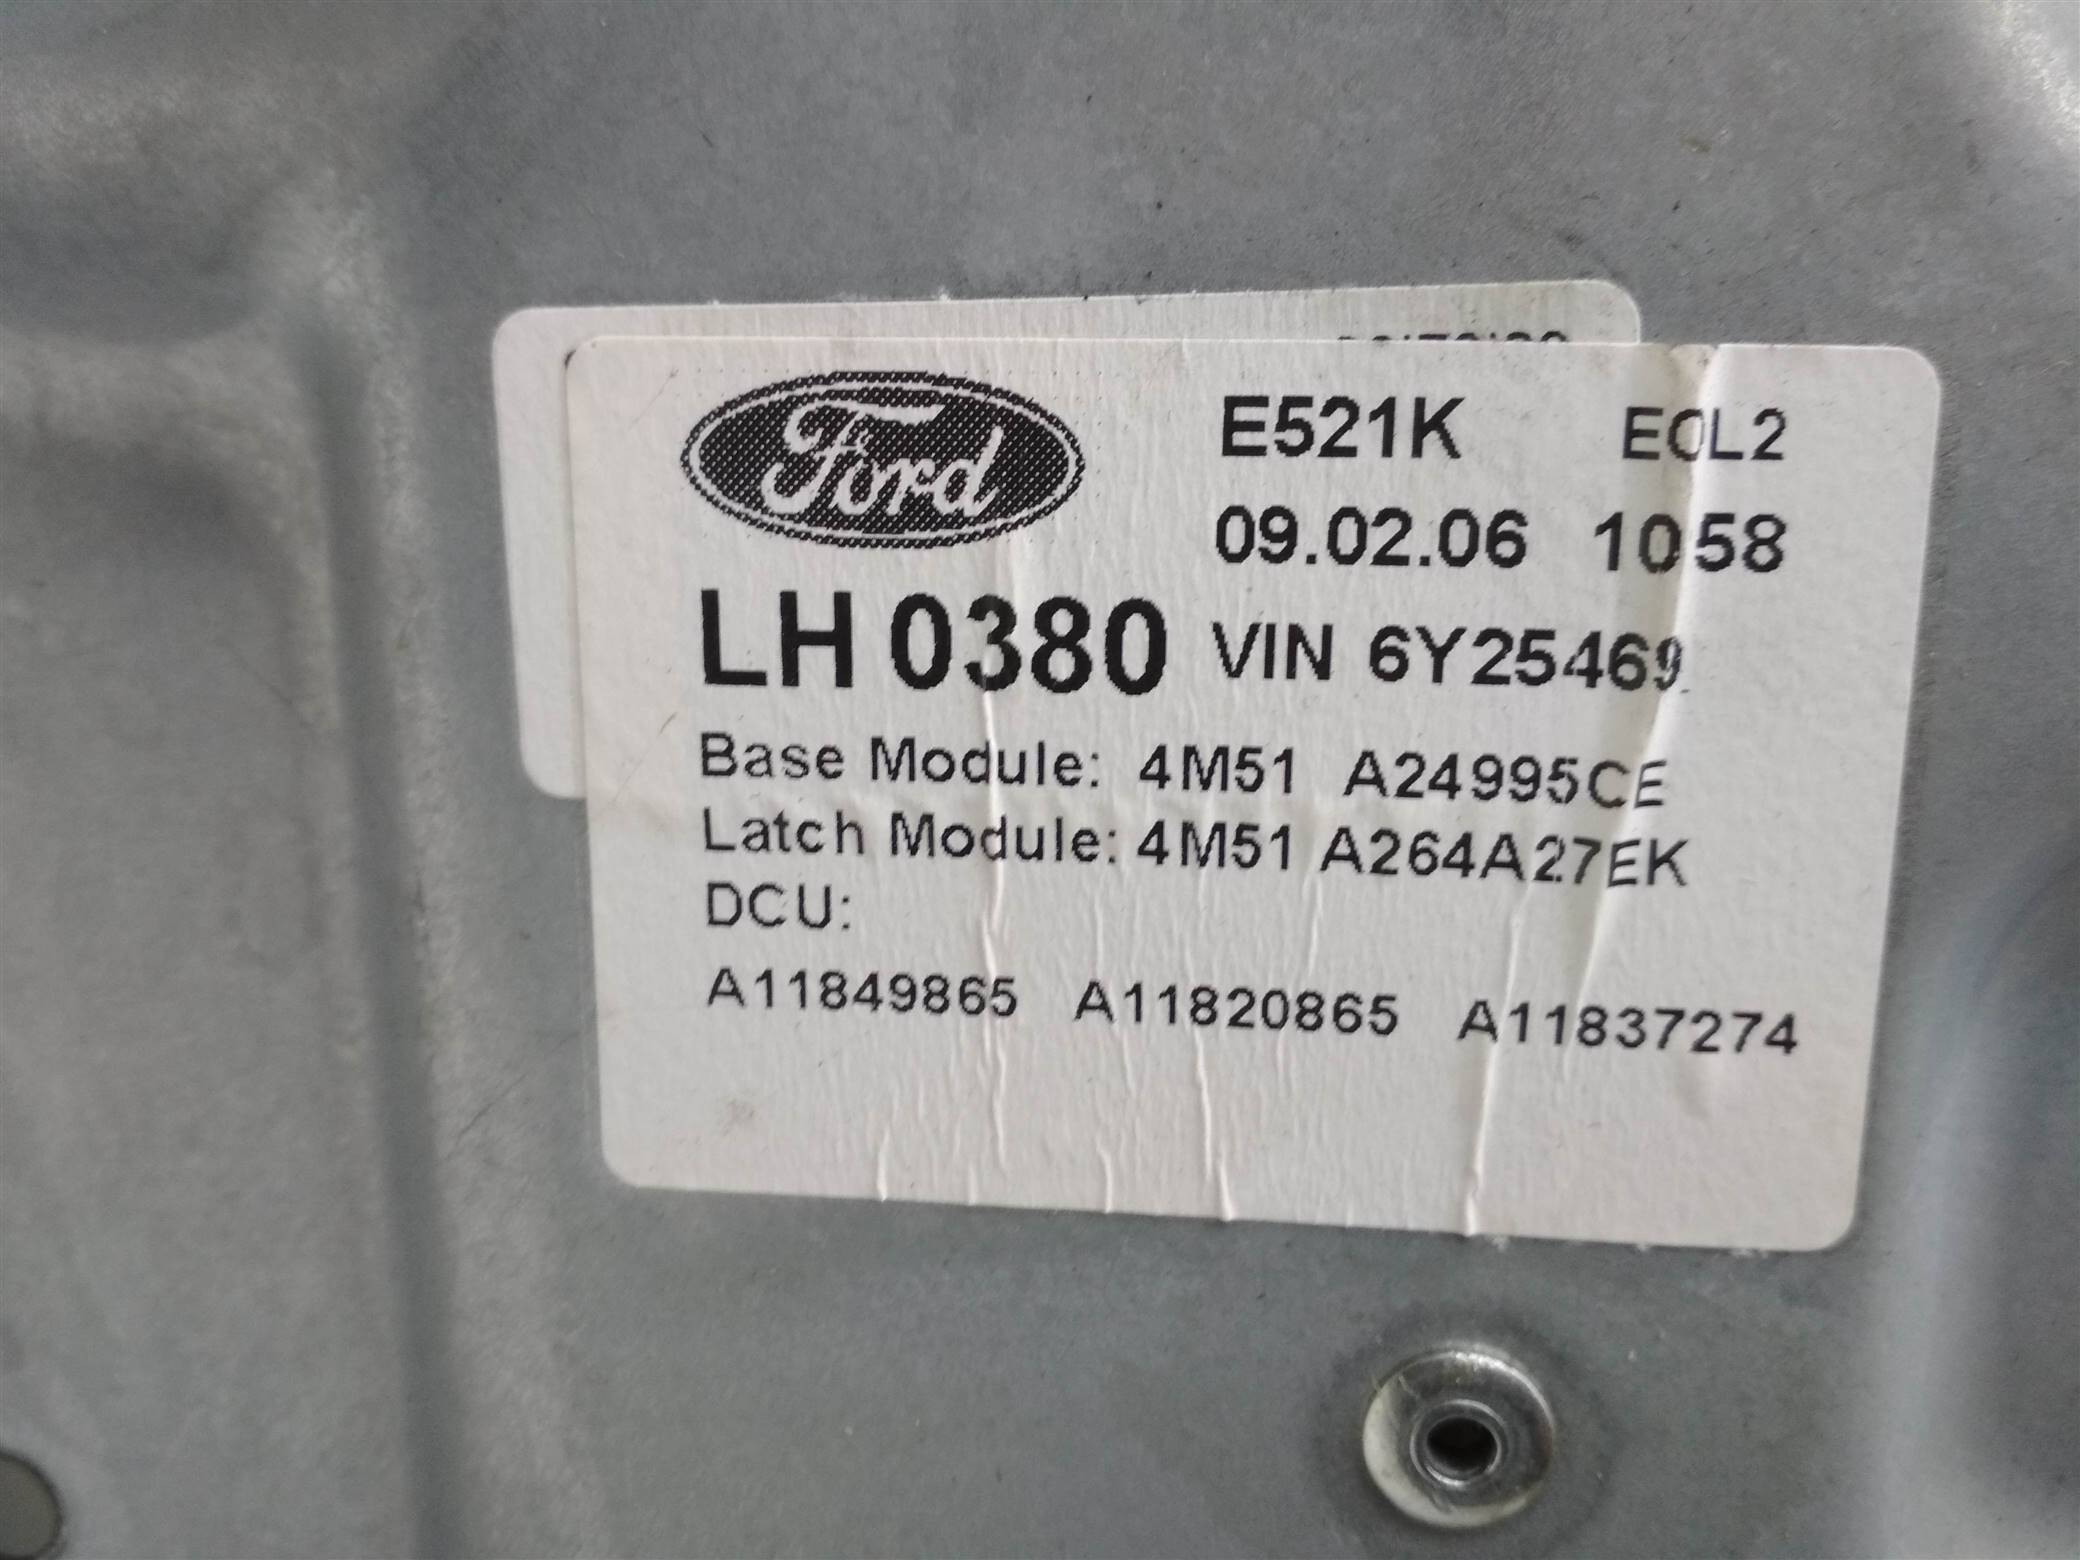 Ford E521K ECL2
09.02.06 1058
LH 0380 VIN 6Y25469
Base Module: 4M51 A24995CE
Latch Module: 4M51 A264A27EK
DCU:
A11849865 A11820865 A11837274